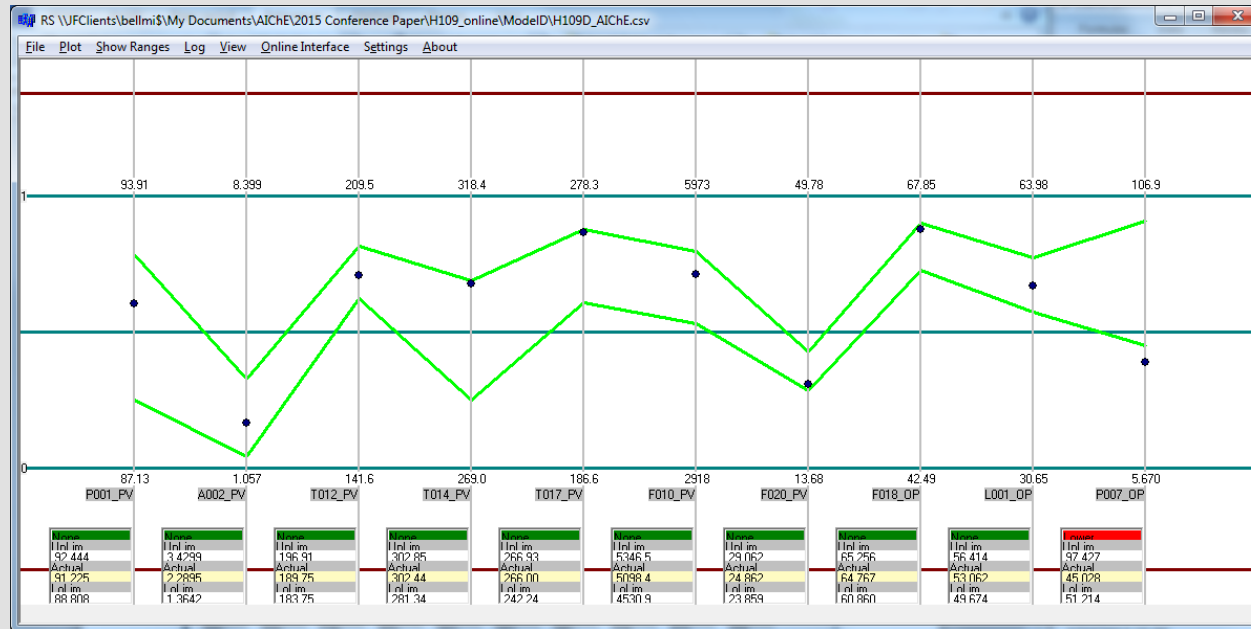 RS \\UFClients\bellmi$\My Documents\AIChE\2015 Conference Paper\H109_online\ModelID\H109D_AIChE.csv
File Plot Show Ranges Log View Online Interface Settings About
93.91 8.399 209.5 318.4 278.3 5973 49.78 67.85 63.98 106.9
1
0
87.13 1.057 141.6 269.0 186.6 2918 13.68 42.49 30.65 5.670
P001_PV A002_PV T012_PV T014_PV T017_PV F010_PV F020_PV F018_OP L001_OP P007_OP
None None None None None None None None None Lower
UpLim UpLim UpLim UpLim UpLim UpLim UpLim UpLim UpLim UpLim
92.444 3.4299 196.91 302.85 266.93 5346.5 29.062 65.256 56.414 97.427
Actual Actual Actual Actual Actual Actual Actual Actual Actual Actual
91.225 2.2895 189.75 302.44 266.00 5098.4 24.862 64.767 53.062 45.028
LoLim LoLim LoLim LoLim LoLim LoLim LoLim LoLim LoLim LoLim
88.808 1.3642 183.75 281.34 242.24 4530.9 23.859 60.860 49.674 51.214